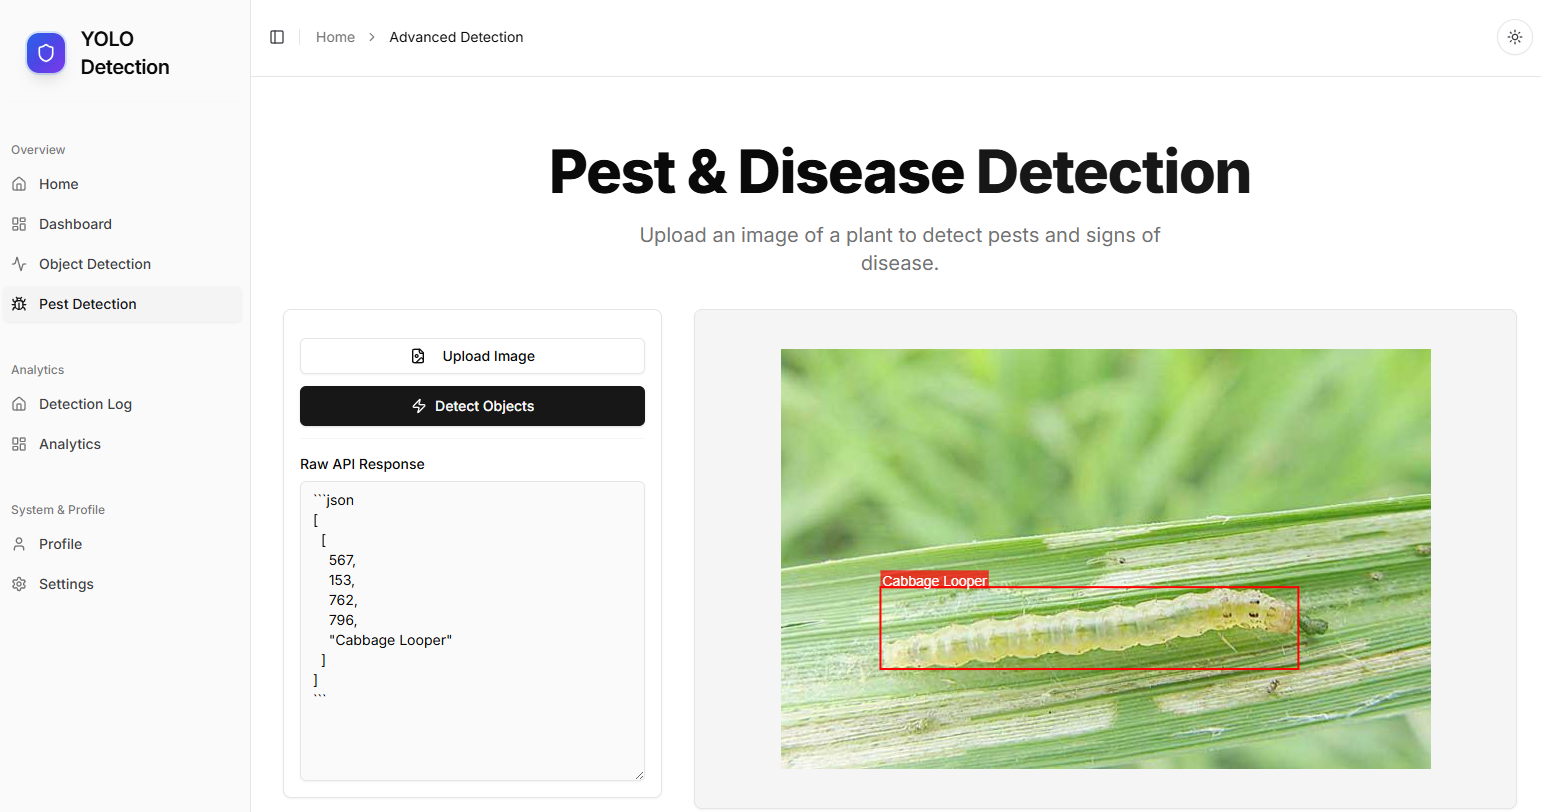 YOLO
Detection
Home
Advanced Detection
Overview
Home
Dashboard
Object Detection
Pest Detection
Analytics
Detection Log
Analytics
System & Profile
Profile
Settings
Pest & Disease Detection
Upload an image of a plant to detect pests and signs of
disease.
Upload Image
Detect Objects
Raw API Response
```json
[
[
567,
153,
762,
796,
"Cabbage Looper"
]
]
```
Cabbage Looper